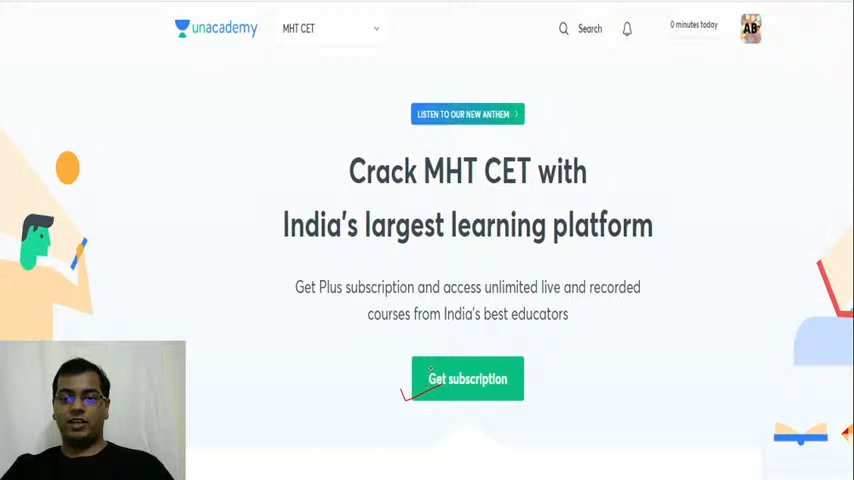 unacademy
MHT CET
Search
0 minutes today
AB
LISTEN TO OUR NEW ANTHEM
Crack MHT CET with
India's largest learning platform
Get Plus subscription and access unlimited live and recorded
courses from India's best educators
Get subscription